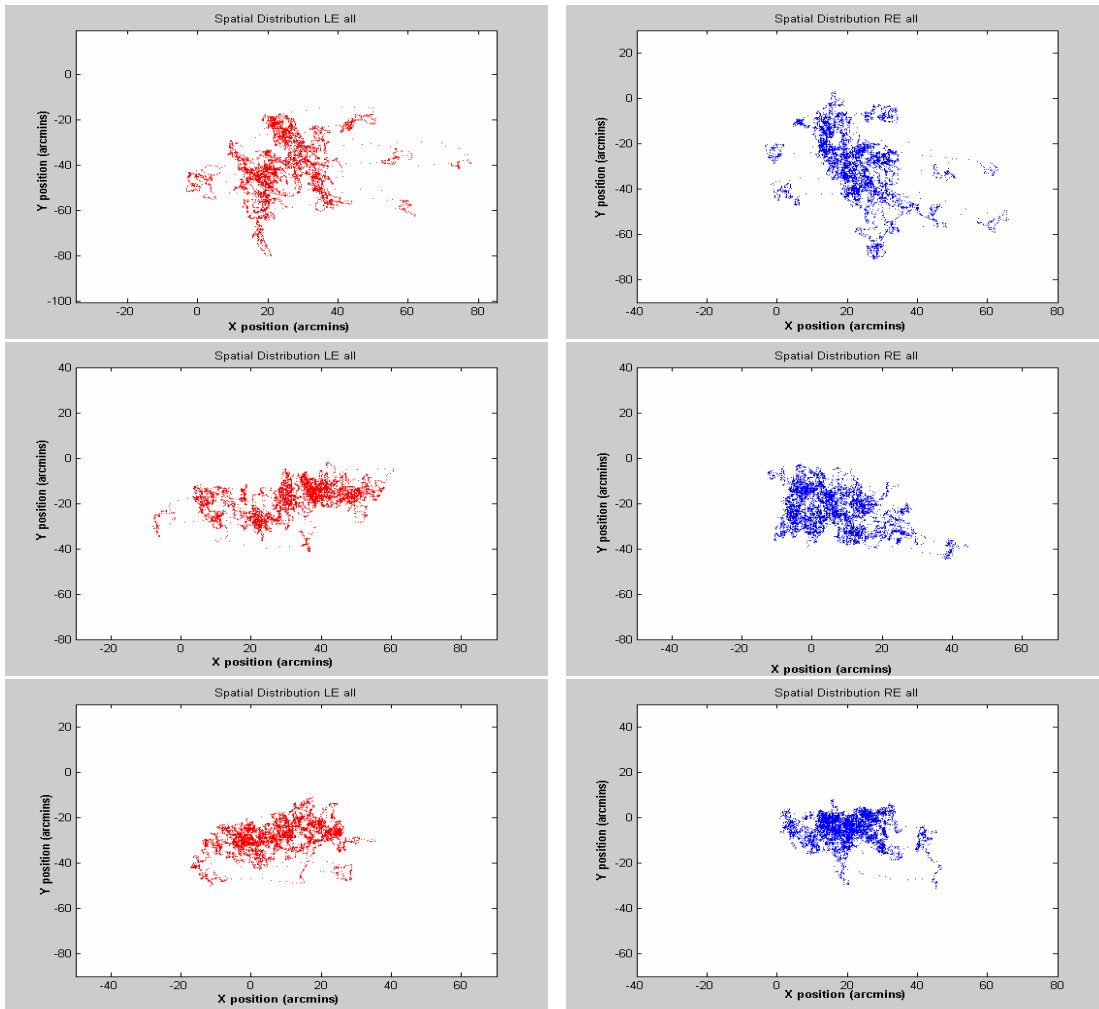 Spatial Distribution LE all
0
-20
-40
-60
-80
-100
Y position (arcmins)
-20 0 20 40 60 80
X position (arcmins)
Spatial Distribution RE all
20
0
-20
-40
-60
-80
Y position (arcmins)
-40 -20 0 20 40 60 80
X position (arcmins)
Spatial Distribution LE all
40
20
0
-20
-40
-60
-80
Y position (arcmins)
-20 0 20 40 60 80
X position (arcmins)
Spatial Distribution RE all
40
20
0
-20
-40
-60
-80
Y position (arcmins)
-40 -20 0 20 40 60
X position (arcmins)
Spatial Distribution LE all
20
0
-20
-40
-60
-80
Y position (arcmins)
-40 -20 0 20 40 60
X position (arcmins)
Spatial Distribution RE all
40
20
0
-20
-40
-60
Y position (arcmins)
-40 -20 0 20 40 60 80
X position (arcmins)